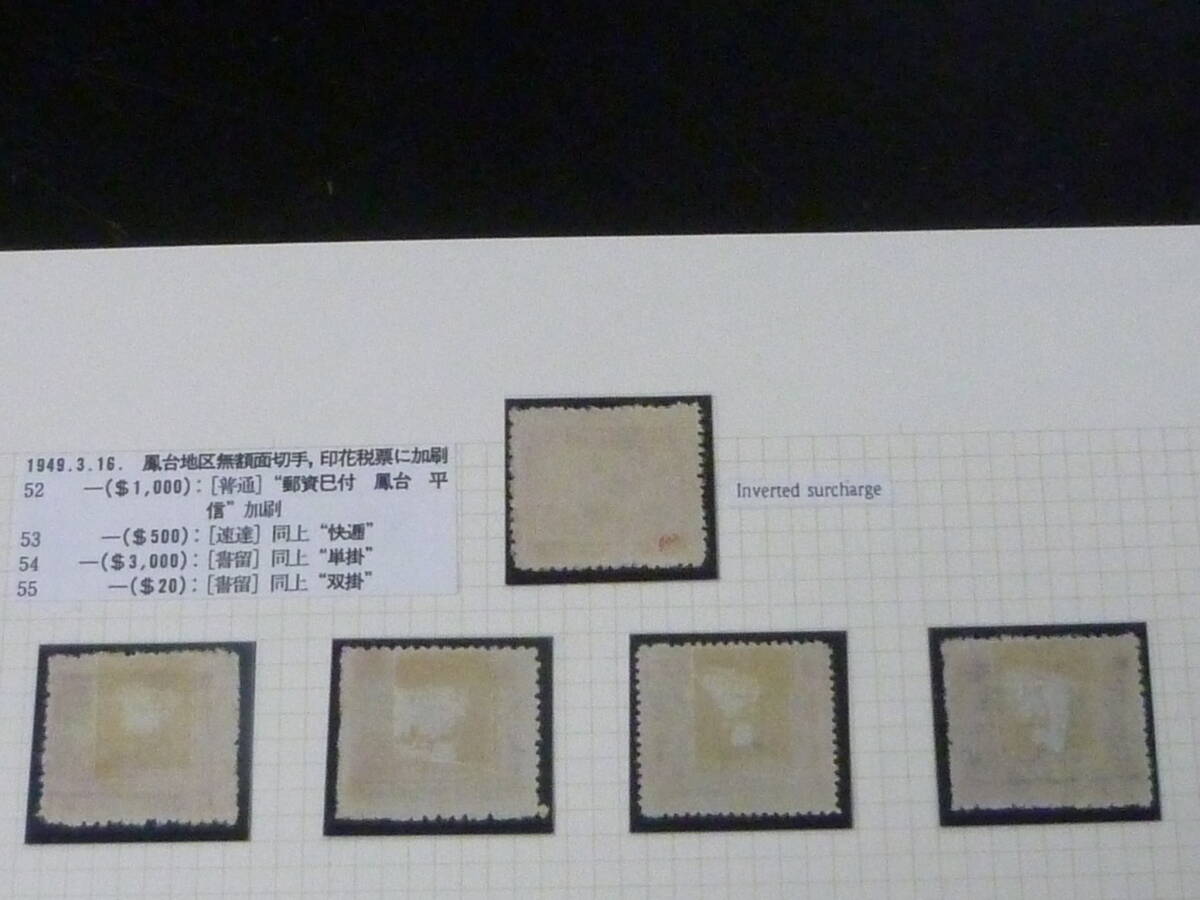 1949.3.16. 鳳台地区無額面切手, 印花税票に加刷
52 —($1,000): [普通] “郵資巳付 鳳台 平
信” 加刷
53 —($500): [速達] 同上 “快逓”
54 —($3,000): [書留] 同上 “単掛”
55 —($20): [書留] 同上 “双掛”
Inverted surcharge